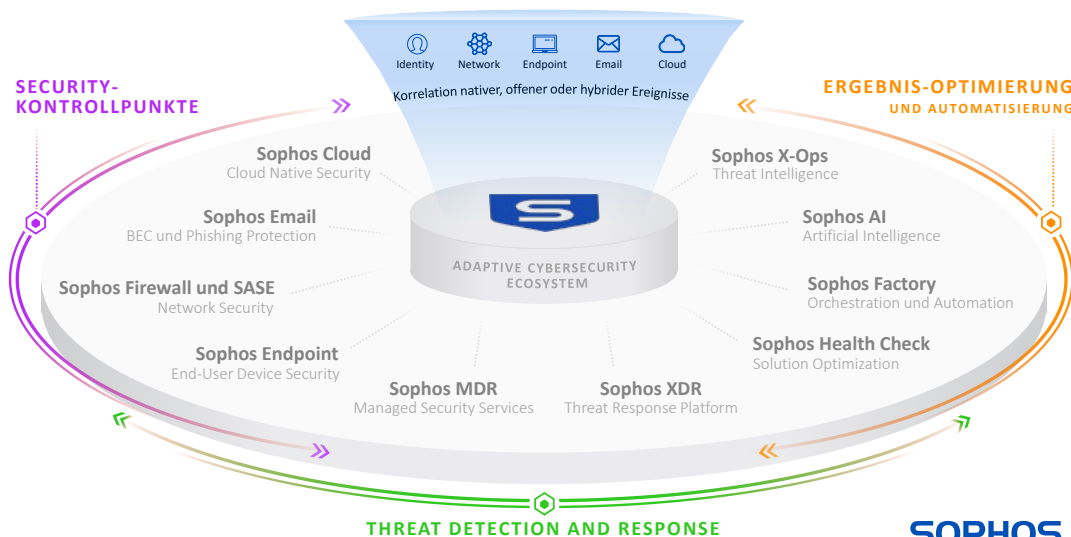 Identity
Network
Endpoint
Email
Cloud
Korrelation nativer, offener oder hybrider Ereignisse
SECURITY-
KONTROLLPUNKTE
ERGEBNIS-OPTIMIERUNG
UND AUTOMATISIERUNG
Sophos Cloud
Cloud Native Security
Sophos X-Ops
Threat Intelligence
Sophos Email
BEC und Phishing Protection
Sophos AI
Artificial Intelligence
S
ADAPTIVE CYBERSECURITY
ECOSYSTEM
Sophos Firewall und SASE
Network Security
Sophos Factory
Orchestration und Automation
Sophos Endpoint
End-User Device Security
Sophos Health Check
Solution Optimization
Sophos MDR
Managed Security Services
Sophos XDR
Threat Response Platform
THREAT DETECTION AND RESPONSE
SOPHOS